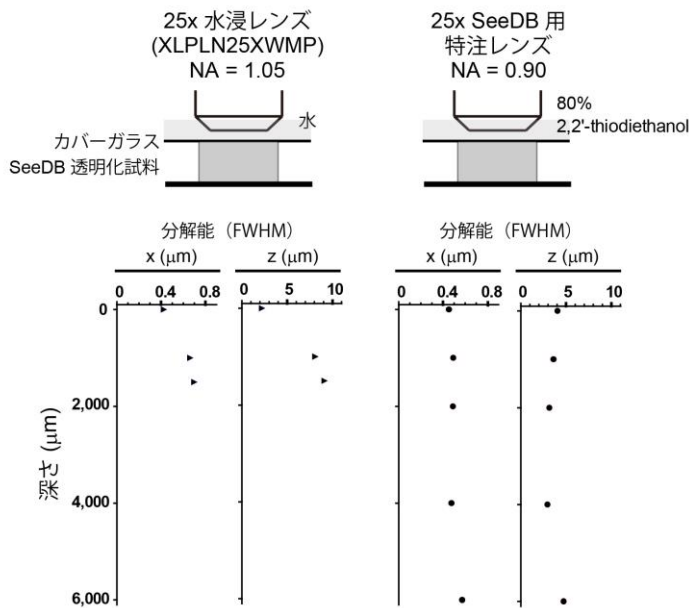 25x 水浸レンズ
(XLPLN25XWMP)
NA = 1.05
25x SeeDB 用
特注レンズ
NA = 0.90
水
80%
2,2'-thiodiethanol
カバーガラス
SeeDB 透明化試料
分解能（FWHM）
x (μm)
z (μm)
分解能（FWHM）
x (μm)
z (μm)
0 0.4 0.8
0 5 10
0 0.4 0.8
0 5 10
深さ (μm)
0
2,000
4,000
6,000